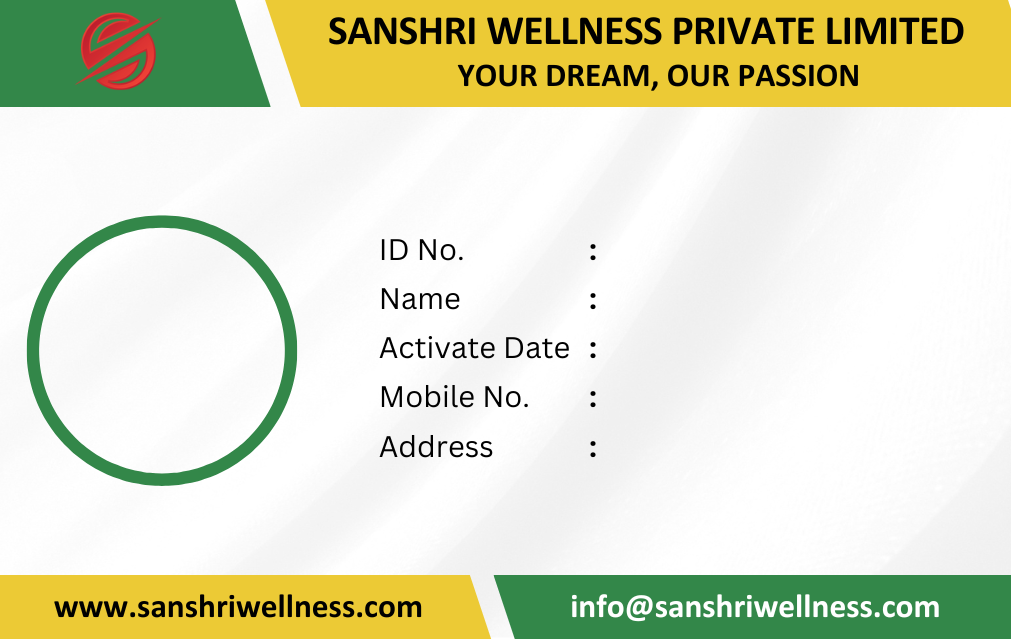 SANSHRI WELLNESS PRIVATE LIMITED
YOUR DREAM, OUR PASSION
ID No. :
Name :
Activate Date :
Mobile No. :
Address :
www.sanshriwellness.com
info@sanshriwellness.com